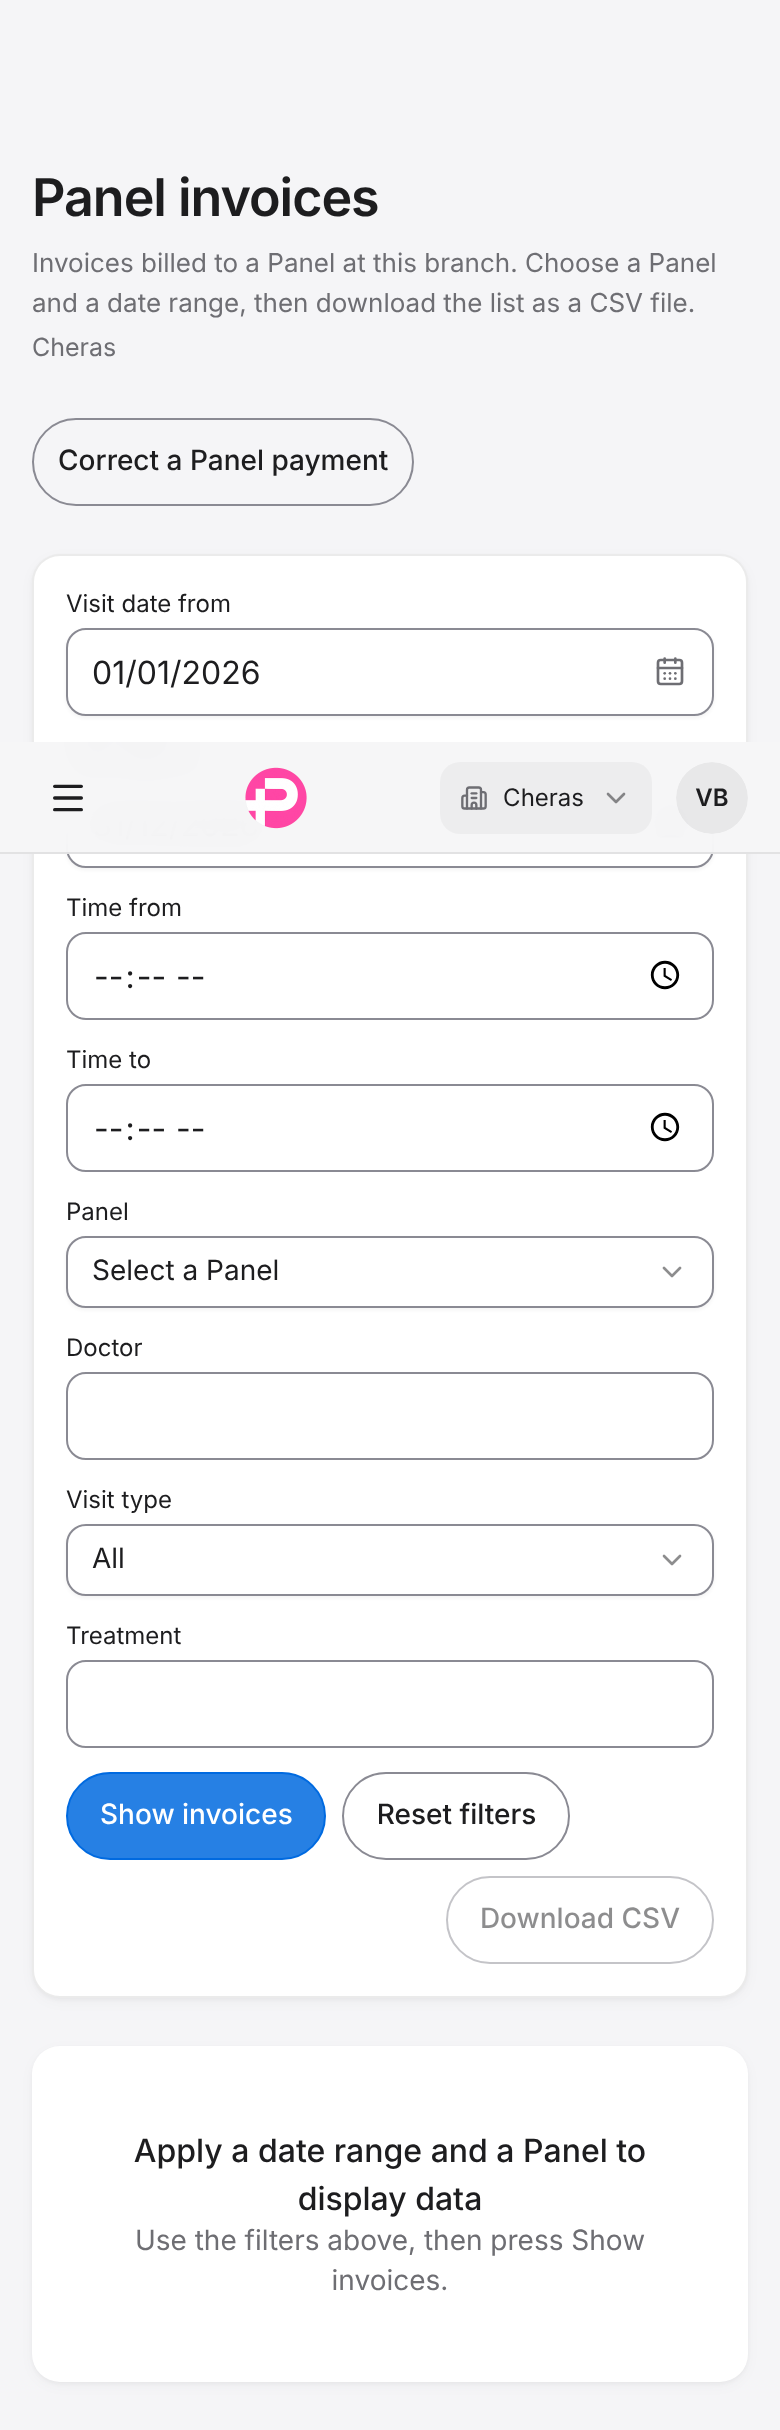 Panel invoices
Invoices billed to a Panel at this branch. Choose a Panel
and a date range, then download the list as a CSV file.
Cheras
Correct a Panel payment
Visit date from
01/01/2026
Cheras
VB
Time from
--:-- --
Time to
--:-- --
Panel
Select a Panel
Doctor
Visit type
All
Treatment
Show invoices
Reset filters
Download CSV
Apply a date range and a Panel to
display data
Use the filters above, then press Show
invoices.